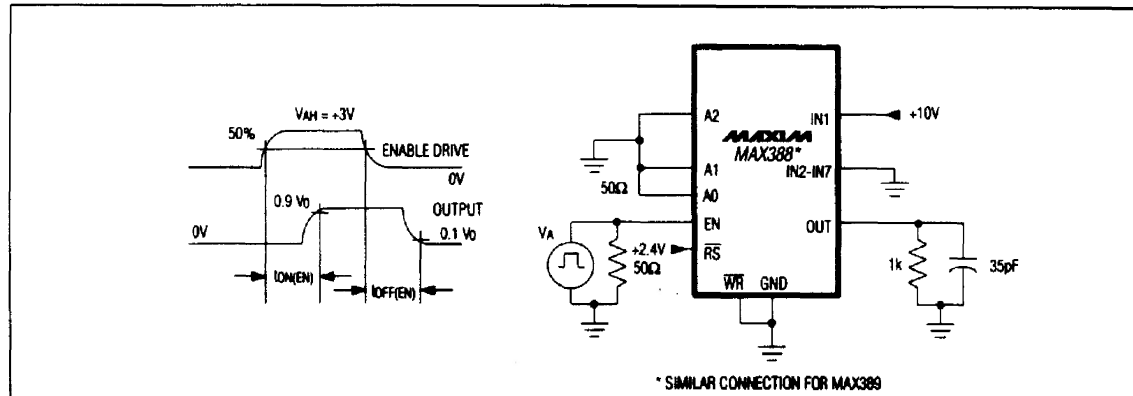 VAH = +3V
50%
ENABLE DRIVE
0V
0.9 VO
OUTPUT
0V
0.1 VO
tON(EN)
tOFF(EN)
A2
MAXIM
MAX388*
IN1
+10V
A1
IN2-IN7
50Ω
A0
EN
OUT
VA
+2.4V
RS
50Ω
1k
35pF
WR
GND
* SIMILAR CONNECTION FOR MAX389